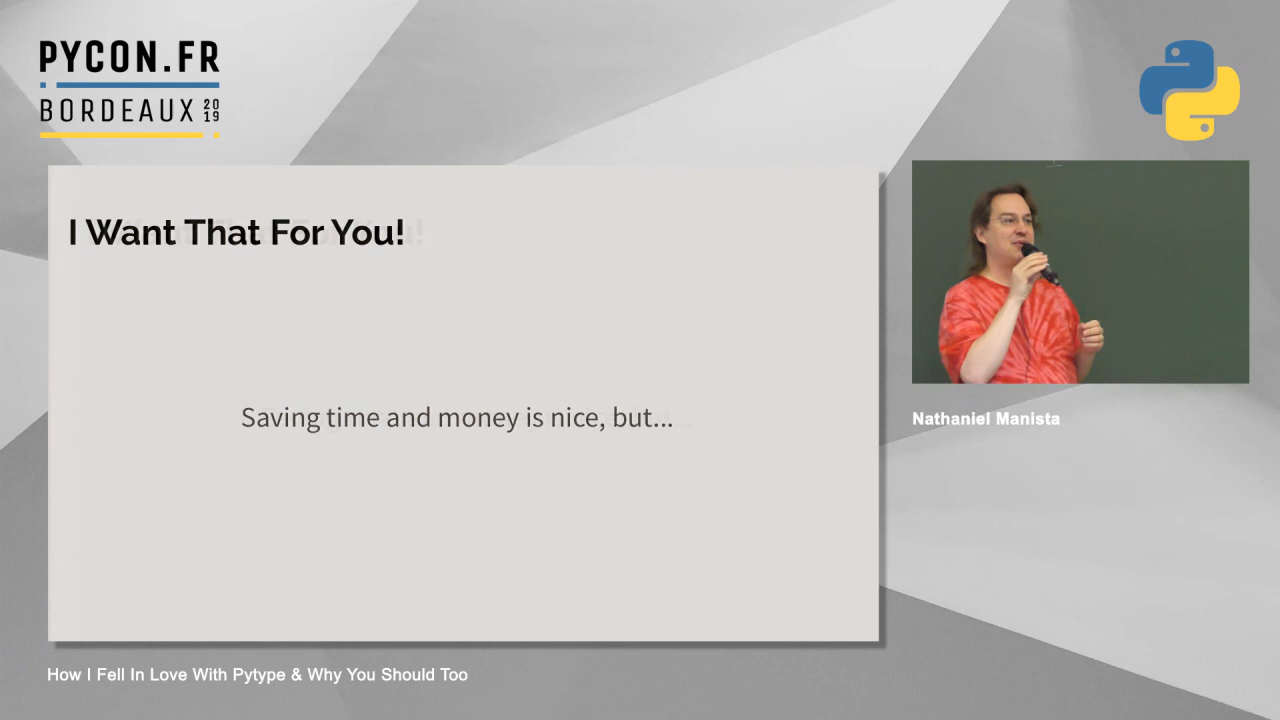 PYCON.FR
BORDEAUX 2019
I Want That For You!
Saving time and money is nice, but...
Nathaniel Manista
How I Fell In Love With Pytype & Why You Should Too